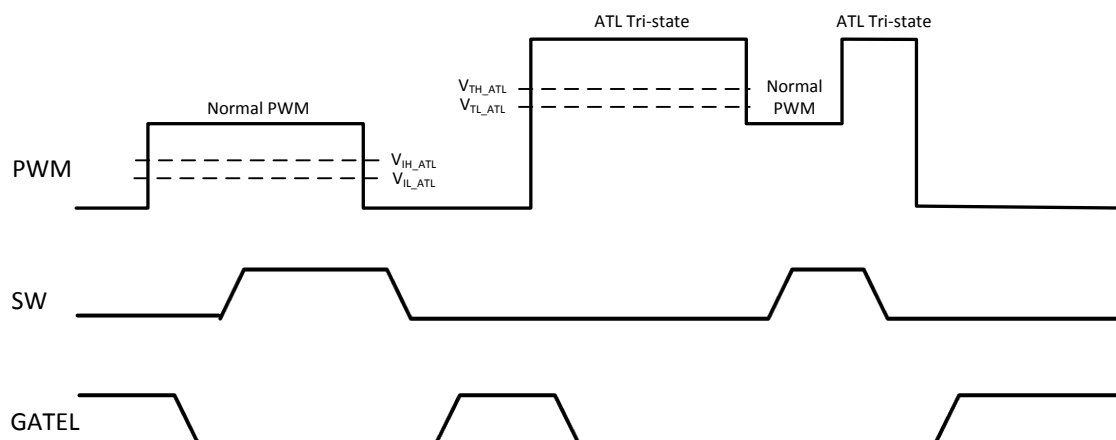 ATL Tri-state
ATL Tri-state
V_TH_ATL
Normal
PWM
V_TL_ATL
Normal PWM
PWM
V_IH_ATL
V_IL_ATL
SW
GATEL